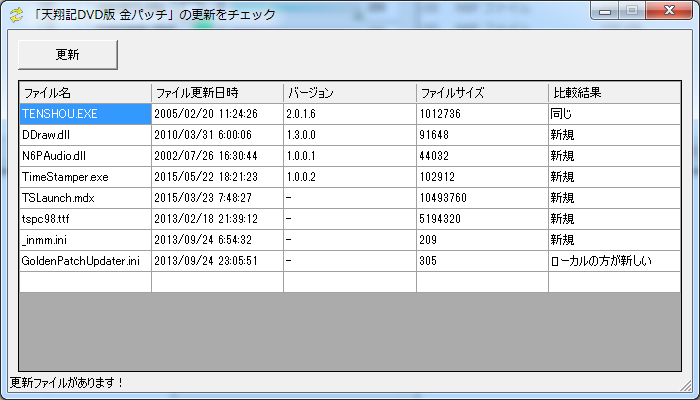 「天翔記DVD版 金パッチ」の更新をチェック
更新
ファイル名 ファイル更新日時 バージョン ファイルサイズ 比較結果
TENSHOU.EXE 2005/02/20 11:24:26 2.0.1.6 1012736 同じ
DDraw.dll 2010/03/31 6:00:06 1.3.0.0 91648 新規
N6PAudio.dll 2002/07/26 16:30:44 1.0.0.1 44032 新規
TimeStamper.exe 2015/05/22 18:21:23 1.0.0.2 102912 新規
TSLaunch.mdx 2015/03/23 7:48:27 - 10493760 新規
tspc98.ttf 2013/02/18 21:39:12 - 5194320 新規
_inmm.ini 2013/09/24 6:54:32 - 209 新規
GoldenPatchUpdater.ini 2013/09/24 23:05:51 - 305 ローカルの方が新しい
更新ファイルがあります！